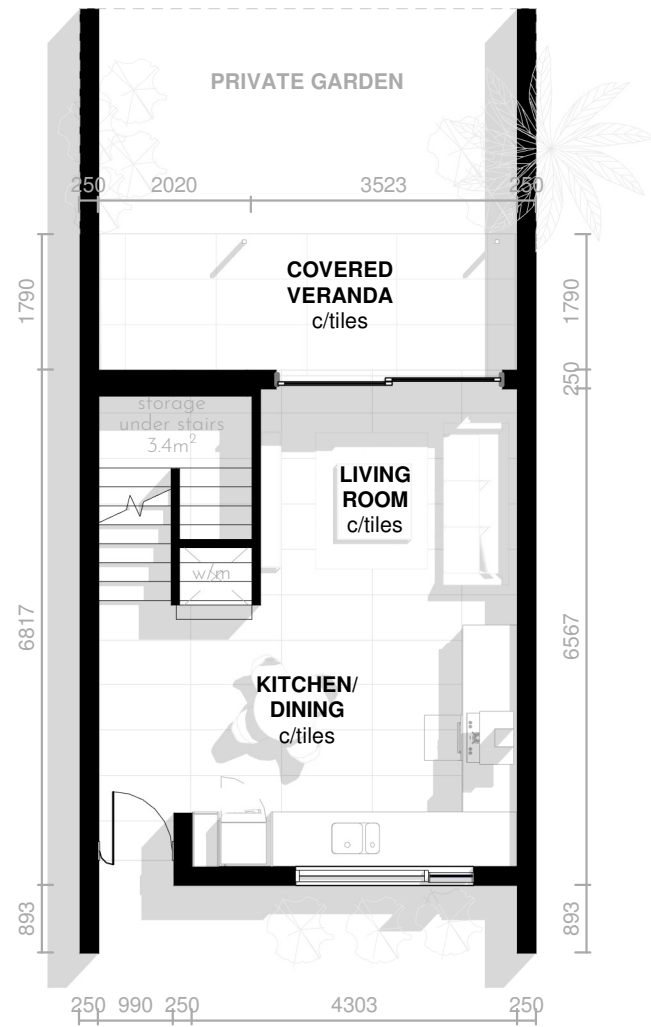 PRIVATE GARDEN
250 2020 3523 250
COVERED
VERANDA
c/tiles
1790
1790
250
storage
under stairs
3.4m²
LIVING
ROOM
c/tiles
w/m
6817
6567
KITCHEN/
DINING
c/tiles
893
893
250 990 250 4303 250